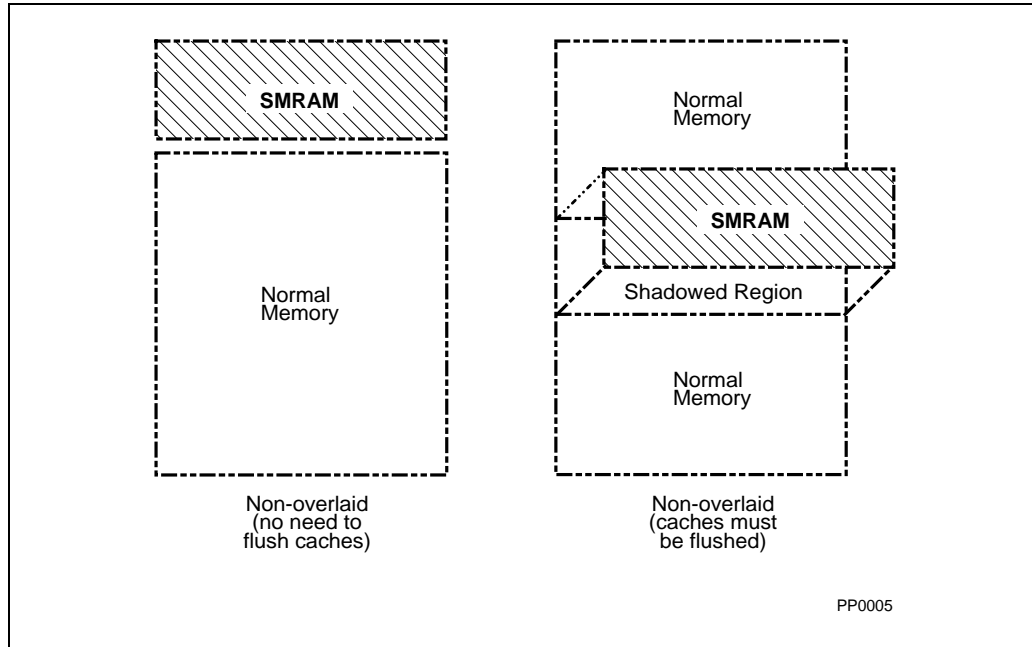 SMRAM
Normal
Memory
Non-overlaid
(no need to
flush caches)
Normal
Memory
SMRAM
Shadowed Region
Normal
Memory
Non-overlaid
(caches must
be flushed)
PP0005